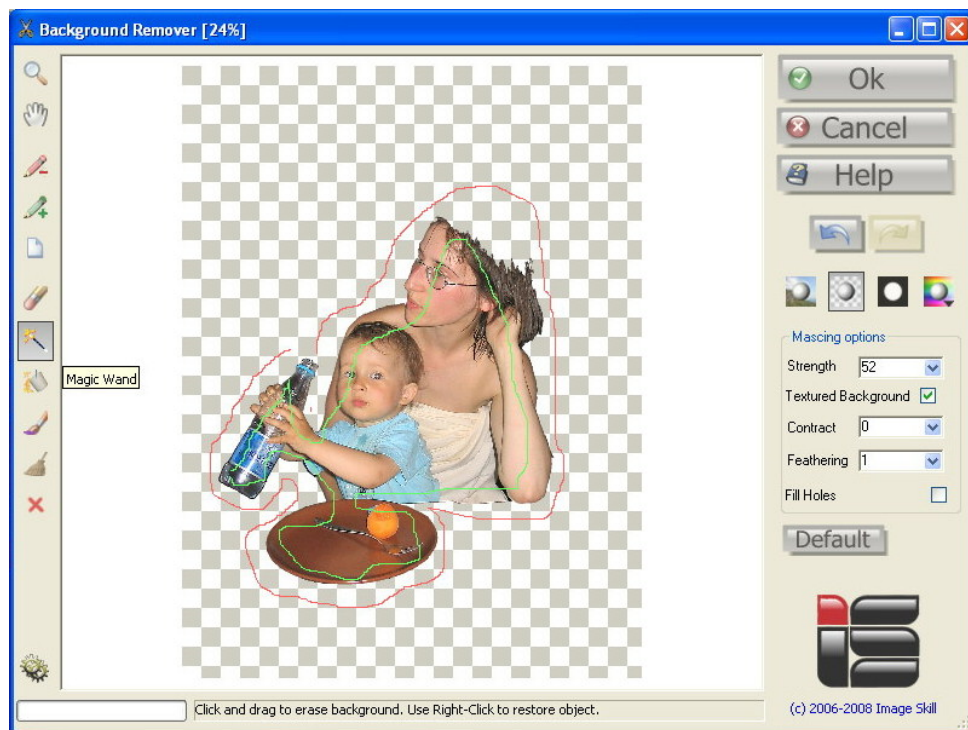 Background Remover [24%]
Ok
Cancel
Help
Mascing options
Strength 52
Textured Background
Contract 0
Feathering 1
Fill Holes
Default
Magic Wand
(c) 2006-2008 Image Skill
Click and drag to erase background. Use Right-Click to restore object.